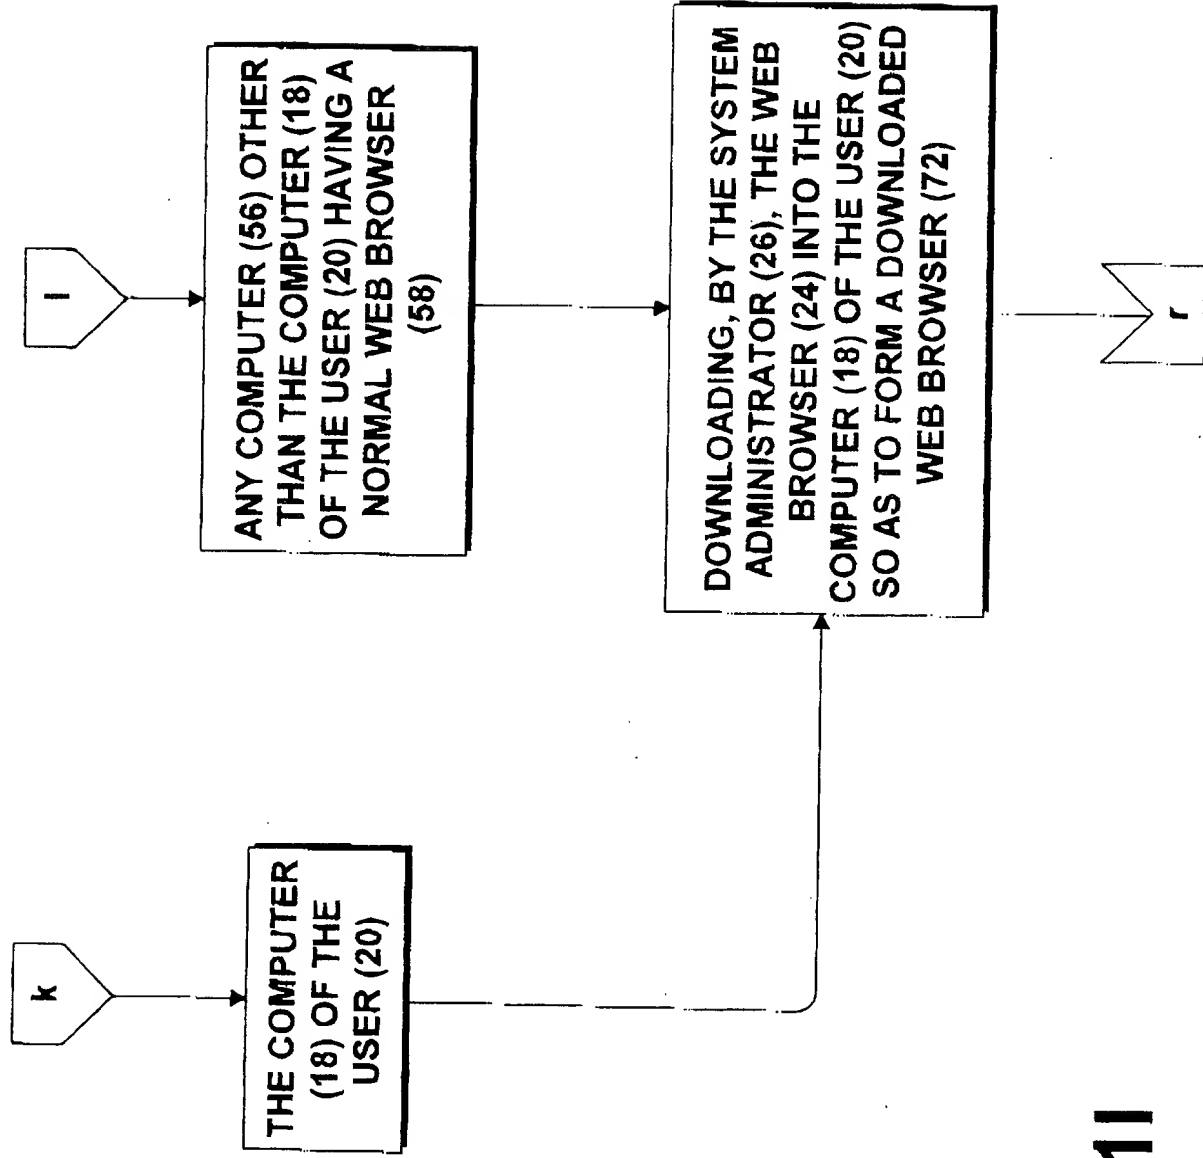 k
THE COMPUTER
(18) OF THE
USER (20)
l
ANY COMPUTER (56) OTHER
THAN THE COMPUTER (18)
OF THE USER (20) HAVING A
NORMAL WEB BROWSER
(58)
DOWNLOADING, BY THE SYSTEM
ADMINISTRATOR (26), THE WEB
BROWSER (24) INTO THE
COMPUTER (18) OF THE USER (20)
SO AS TO FORM A DOWNLOADED
WEB BROWSER (72)
r
1I